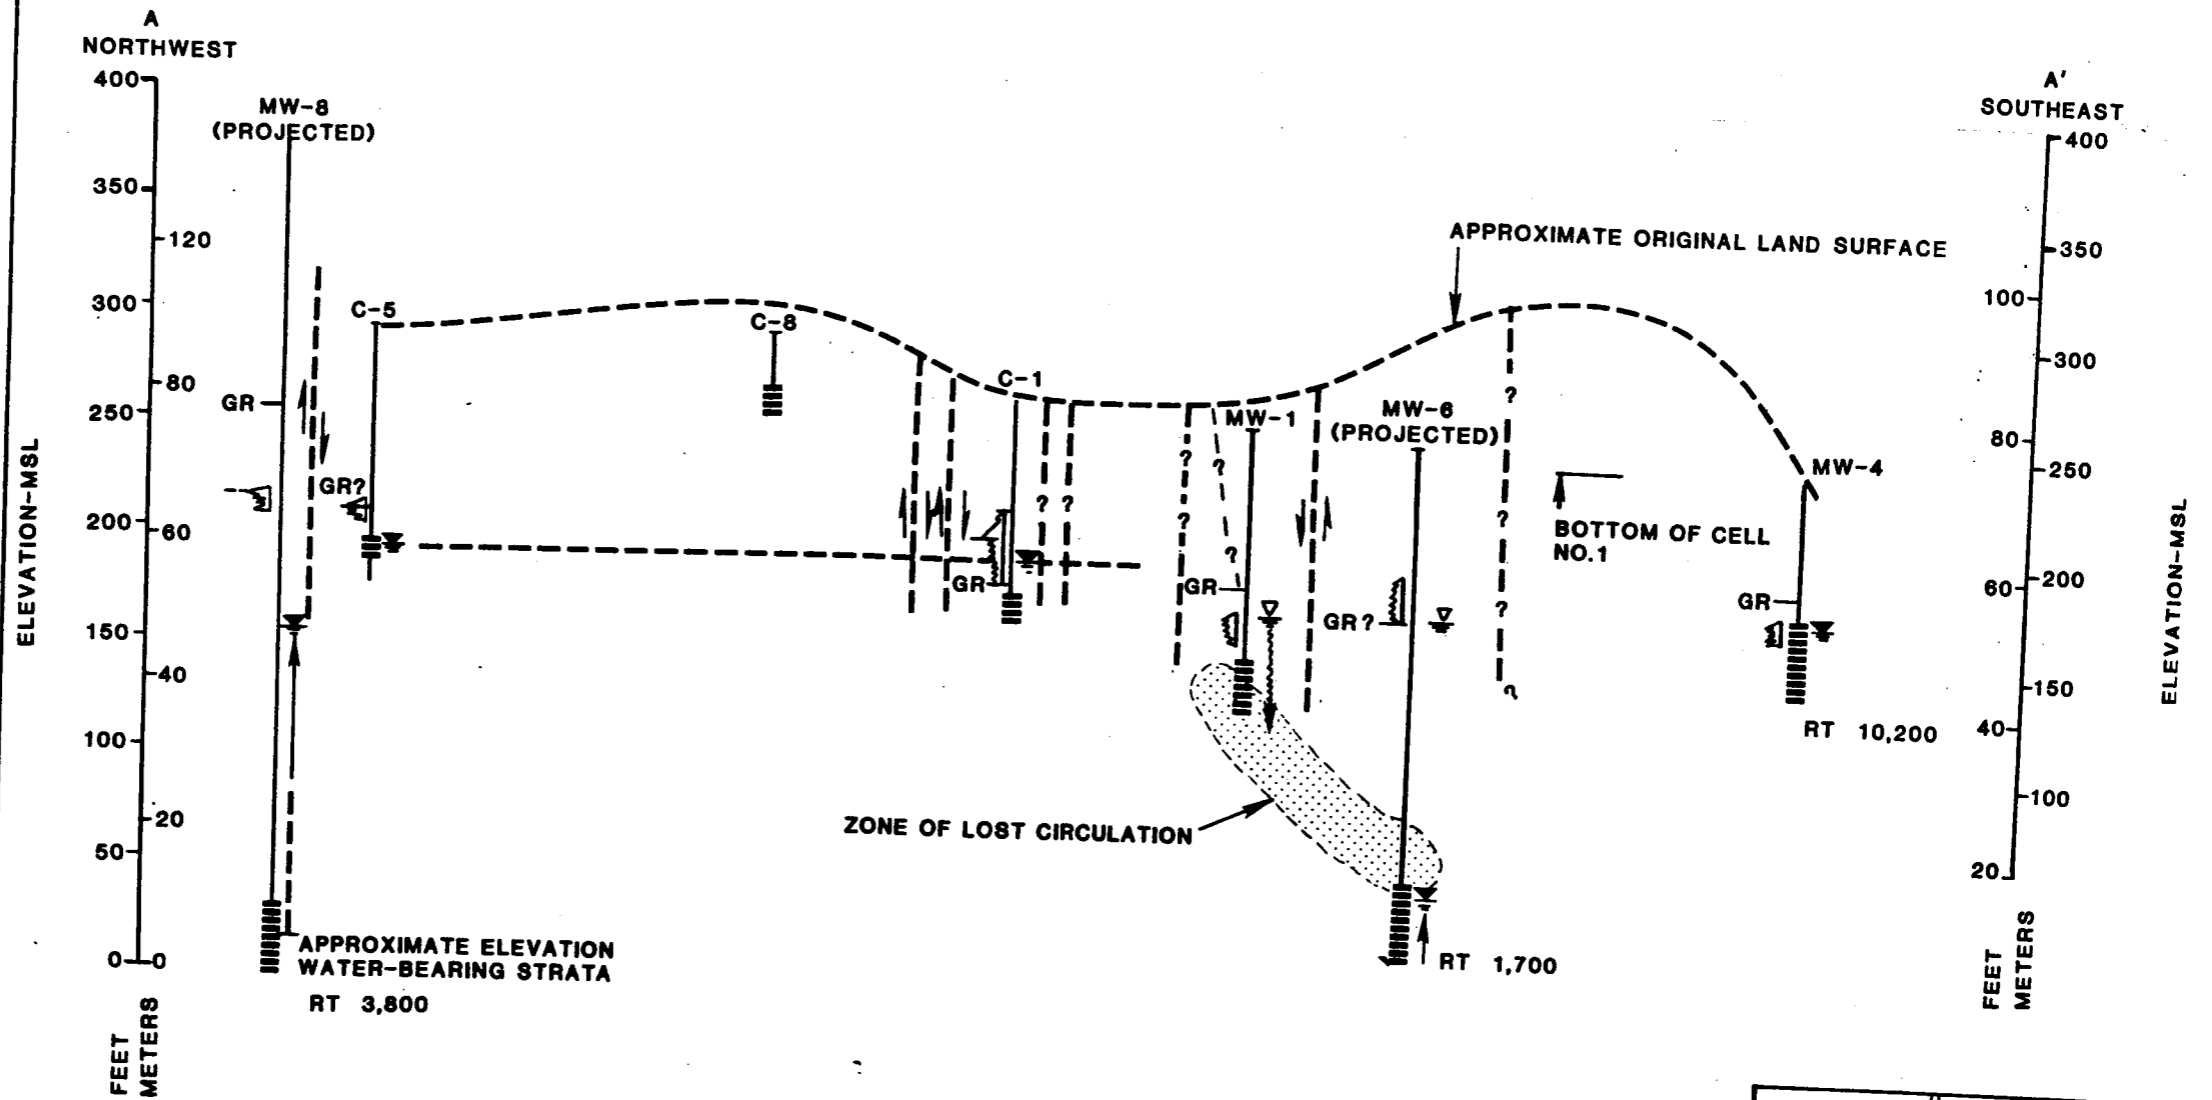 A
NORTHWEST
A'
SOUTHEAST
400
350
300
250
200
150
100
50
0
120
80
60
40
20
0
ELEVATION-MSL
FEET
METERS
MW-8
(PROJECTED)
GR
C-5
GR?
C-8
C-1
GR
? ?
APPROXIMATE ORIGINAL LAND SURFACE
MW-1
GR
? ?
? ?
MW-6
(PROJECTED)
GR?
?
?
?
?
BOTTOM OF CELL
NO.1
MW-4
GR
RT 10,200
ZONE OF LOST CIRCULATION
RT 1,700
APPROXIMATE ELEVATION
WATER-BEARING STRATA
RT 3,800
400
350
300
250
200
150
100
100
80
60
40
20
ELEVATION-MSL
FEET
METERS